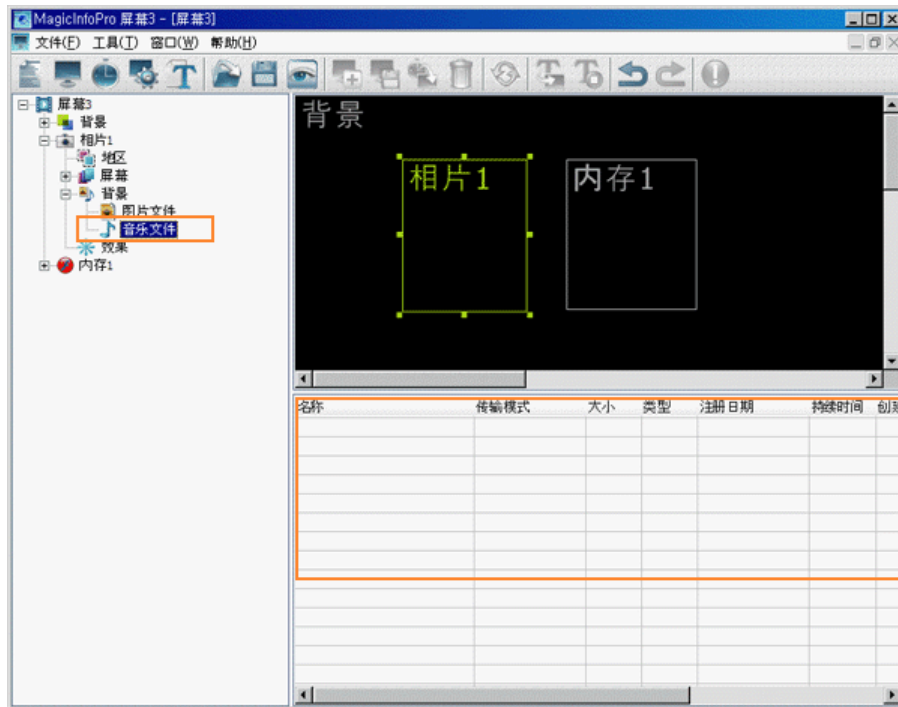 MagicInfoPro 屏幕3 - [屏幕3]
文件(F) 工具(T) 窗口(W) 帮助(H)
屏幕3
背景
相片1
地区
屏幕
背景
图片文件
音乐文件
效果
内存1
背景
相片1
内存1
名称 传输模式 大小 类型 注册日期 持续时间